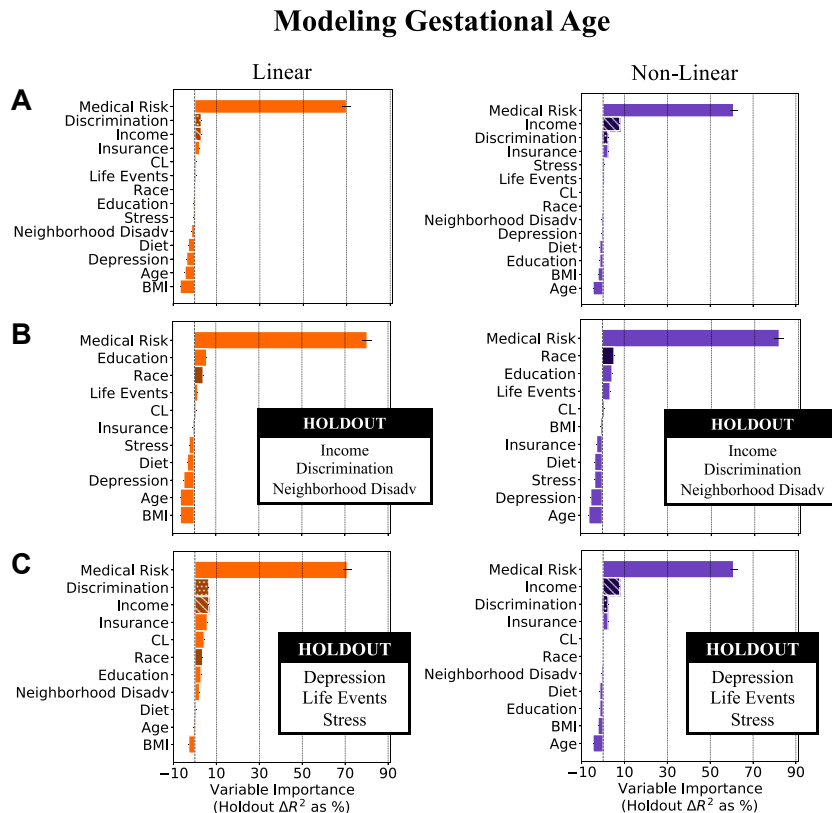 Modeling Gestational Age
Linear
Non-Linear
A
Medical Risk
Discrimination
Income
Insurance
CL
Life Events
Race
Education
Stress
Neighborhood Disadv
Diet
Depression
Age
BMI
Medical Risk
Income
Discrimination
Insurance
Stress
Life Events
CL
Race
Neighborhood Disadv
Depression
Diet
Education
BMI
Age
B
Medical Risk
Education
Race
Life Events
CL
Insurance
Stress
Diet
Depression
Age
BMI
HOLDOUT
Income
Discrimination
Neighborhood Disadv
Medical Risk
Race
Education
Life Events
CL
BMI
Insurance
Diet
Stress
Depression
Age
HOLDOUT
Income
Discrimination
Neighborhood Disadv
C
Medical Risk
Discrimination
Income
Insurance
CL
Race
Education
Neighborhood Disadv
Diet
Age
BMI
HOLDOUT
Depression
Life Events
Stress
−10 10 30 50 70 90
Variable Importance
(Holdout ΔR² as %)
Medical Risk
Income
Discrimination
Insurance
CL
Race
Neighborhood Disadv
Diet
Education
BMI
Age
HOLDOUT
Depression
Life Events
Stress
−10 10 30 50 70 90
Variable Importance
(Holdout ΔR² as %)